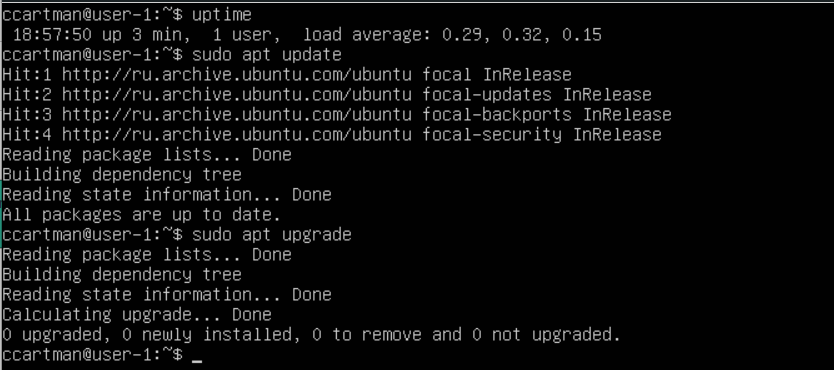 ccartman@user-1:~$ uptime
 18:57:50 up 3 min,  1 user,  load average: 0.29, 0.32, 0.15
ccartman@user-1:~$ sudo apt update
Hit:1 http://ru.archive.ubuntu.com/ubuntu focal InRelease
Hit:2 http://ru.archive.ubuntu.com/ubuntu focal-updates InRelease
Hit:3 http://ru.archive.ubuntu.com/ubuntu focal-backports InRelease
Hit:4 http://ru.archive.ubuntu.com/ubuntu focal-security InRelease
Reading package lists... Done
Building dependency tree
Reading state information... Done
All packages are up to date.
ccartman@user-1:~$ sudo apt upgrade
Reading package lists... Done
Building dependency tree
Reading state information... Done
Calculating upgrade... Done
0 upgraded, 0 newly installed, 0 to remove and 0 not upgraded.
ccartman@user-1:~$ _